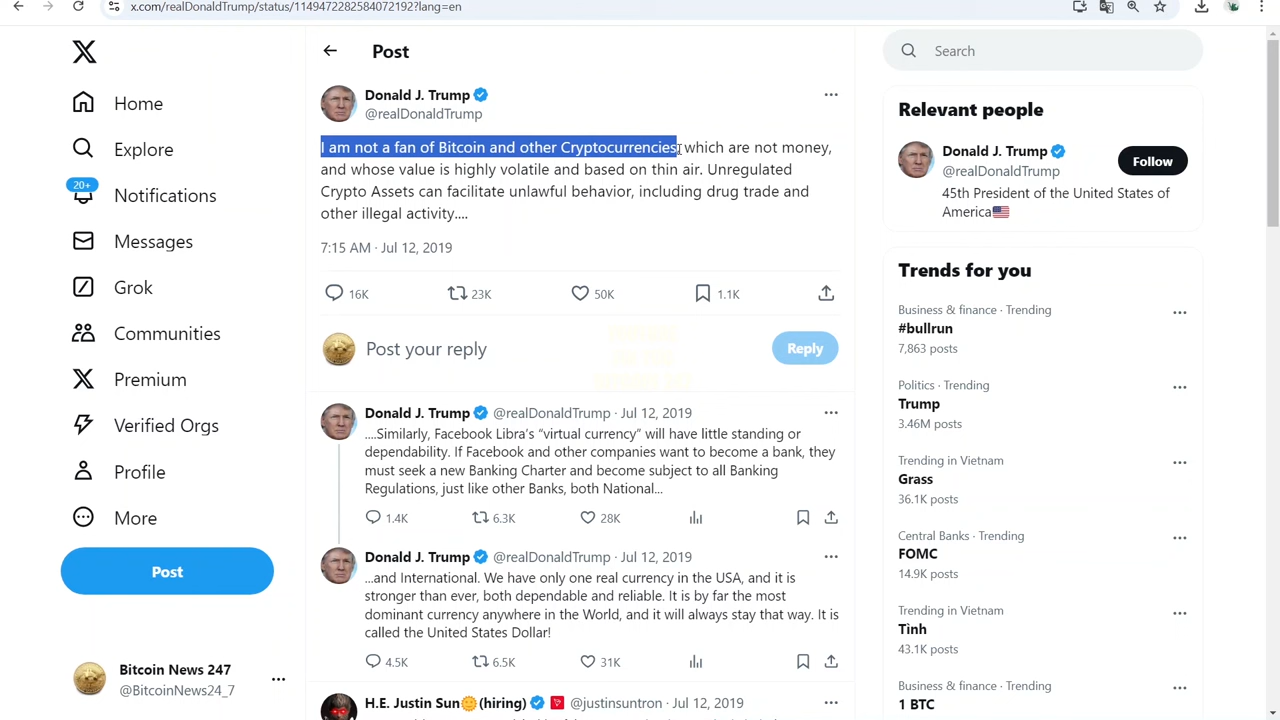 x.com/realDonaldTrump/status/1149472282584072192?lang=en
Home
Explore
20+
Notifications
Messages
Grok
Communities
Premium
Verified Orgs
Profile
More
Post
Bitcoin News 247
@BitcoinNews24_7
Post
Donald J. Trump
@realDonaldTrump
I am not a fan of Bitcoin and other Cryptocurrencies, which are not money,
and whose value is highly volatile and based on thin air. Unregulated
Crypto Assets can facilitate unlawful behavior, including drug trade and
other illegal activity....
7:15 AM · Jul 12, 2019
16K 23K 50K 1.1K
Post your reply
Reply
Donald J. Trump @realDonaldTrump · Jul 12, 2019
....Similarly, Facebook Libra’s “virtual currency” will have little standing or
dependability. If Facebook and other companies want to become a bank, they
must seek a new Banking Charter and become subject to all Banking
Regulations, just like other Banks, both National...
1.4K 6.3K 28K
Donald J. Trump @realDonaldTrump · Jul 12, 2019
...and International. We have only one real currency in the USA, and it is
stronger than ever, both dependable and reliable. It is by far the most
dominant currency anywhere in the World, and it will always stay that way. It is
called the United States Dollar!
4.5K 6.5K 31K
H.E. Justin Sun (hiring) @justinsuntron · Jul 12, 2019
Search
Relevant people
Donald J. Trump
@realDonaldTrump
Follow
45th President of the United States of
America
Trends for you
Business & finance · Trending
#bullrun
7,863 posts
Politics · Trending
Trump
3.46M posts
Trending in Vietnam
Grass
36.1K posts
Central Banks · Trending
FOMC
14.9K posts
Trending in Vietnam
Tình
43.1K posts
Business & finance · Trending
1 BTC